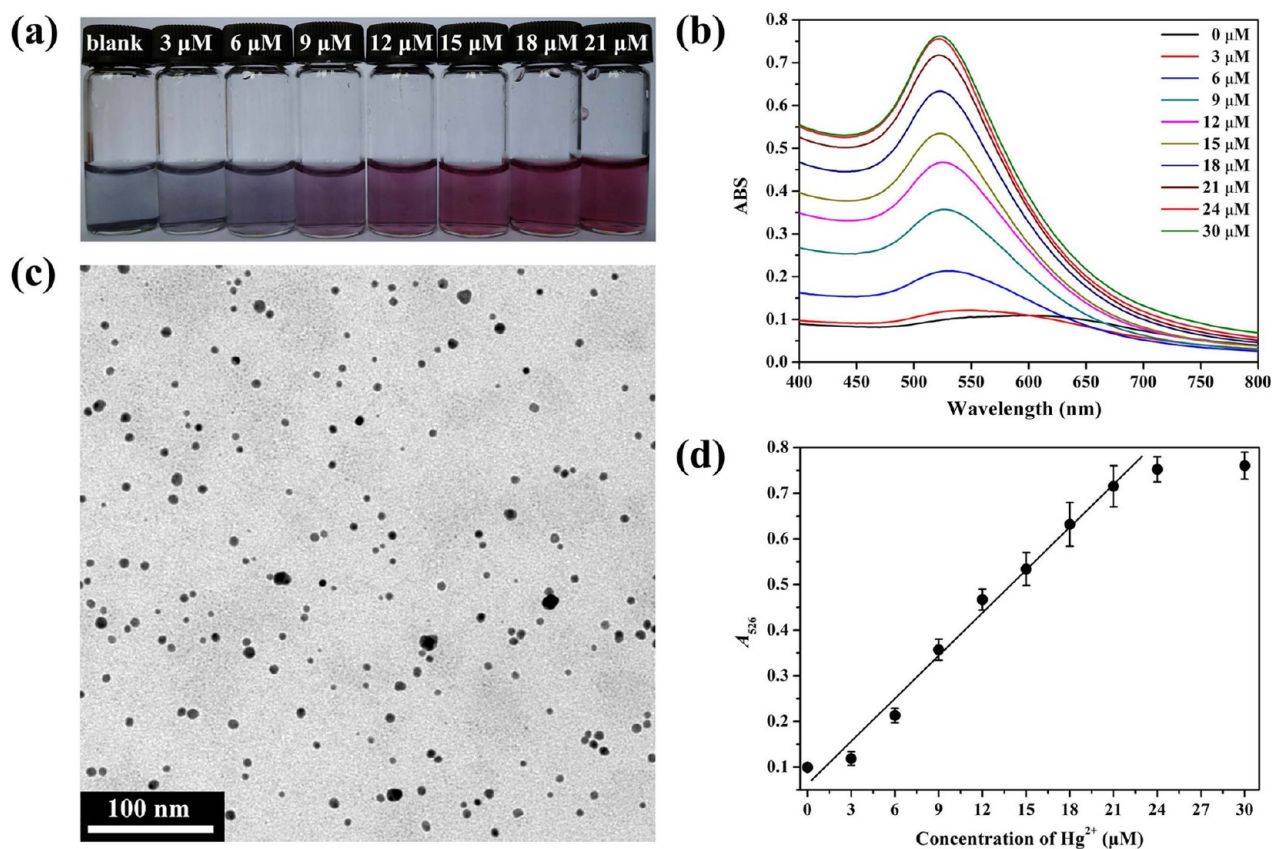 (a)
blank 3 μM 6 μM 9 μM 12 μM 15 μM 18 μM 21 μM
(b)
0.8
0.7
0.6
0.5
0.4
0.3
0.2
0.1
0.0
ABS
400 450 500 550 600 650 700 750 800
Wavelength (nm)
0 μM
3 μM
6 μM
9 μM
12 μM
15 μM
18 μM
21 μM
24 μM
30 μM
(c)
100 nm
(d)
0.8
0.7
0.6
0.5
0.4
0.3
0.2
0.1
A526
0 3 6 9 12 15 18 21 24 27 30
Concentration of Hg2+ (μM)